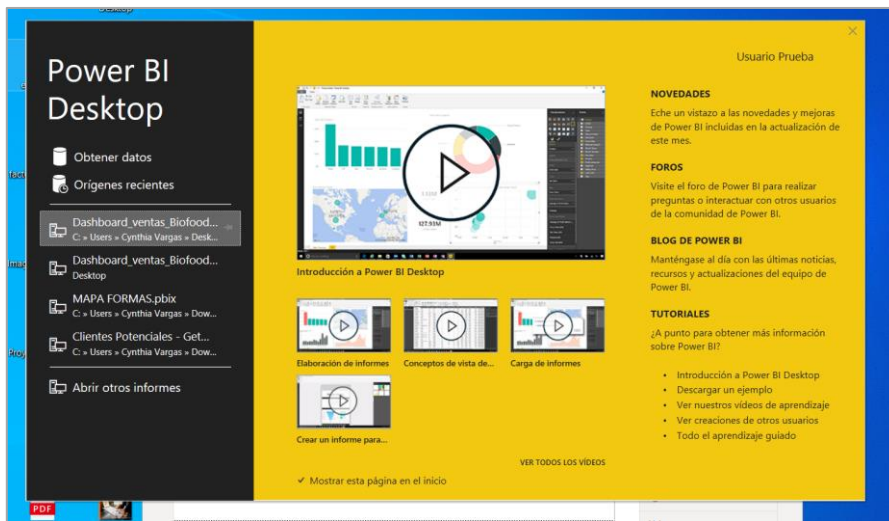 Desktop
Power BI
Desktop
Obtener datos
Orígenes recientes
Dashboard_ventas_Biofood...
C: » Users » Cynthia Vargas » Desk...
Dashboard_ventas_Biofood...
Desktop
MAPA FORMAS.pbix
C: » Users » Cynthia Vargas » Dow...
Clientes Potenciales - Get...
C: » Users » Cynthia Vargas » Dow...
Abrir otros informes
Introducción a Power BI Desktop
Elaboración de informes
Conceptos de vista de...
Carga de informes
Crear un informe para...
VER TODOS LOS VÍDEOS
Mostrar esta página en el inicio
Usuario Prueba
NOVEDADES
Eche un vistazo a las novedades y mejoras
de Power BI incluidas en la actualización de
este mes.
FOROS
Visite el foro de Power BI para realizar
preguntas o interactuar con otros usuarios
de la comunidad de Power BI.
BLOG DE POWER BI
Manténgase al día con las últimas noticias,
recursos y actualizaciones del equipo de
Power BI.
TUTORIALES
¿A punto para obtener más información
sobre Power BI?
• Introducción a Power BI Desktop
• Descargar un ejemplo
• Ver nuestros vídeos de aprendizaje
• Ver creaciones de otros usuarios
• Todo el aprendizaje guiado
PDF